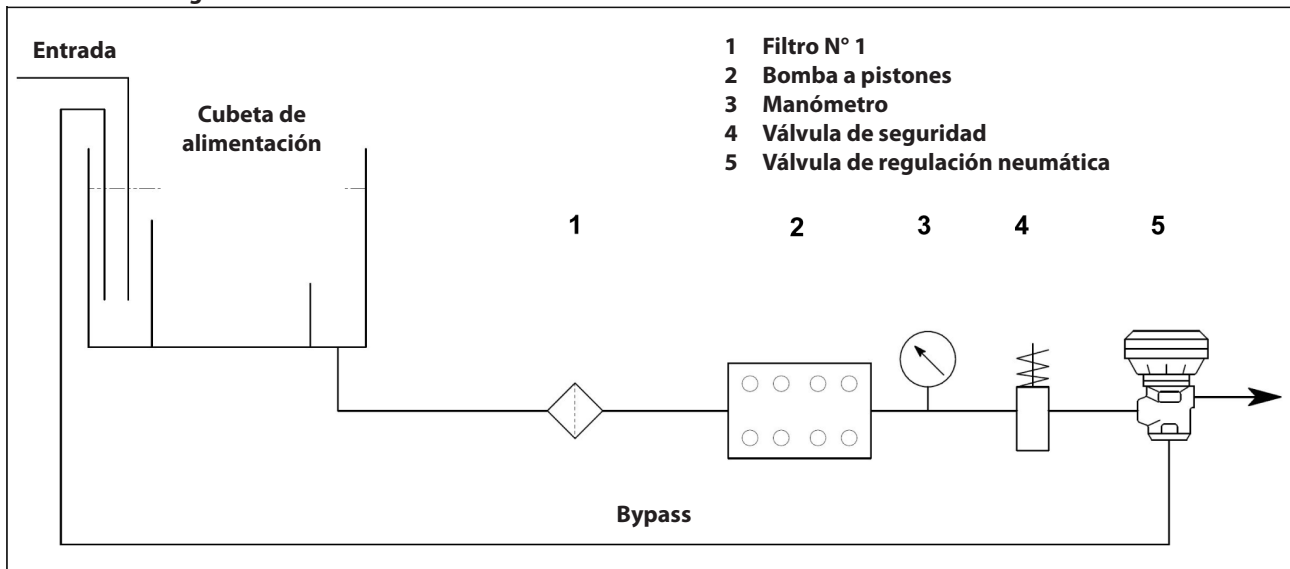 Entrada
Cubeta de
alimentación
1 Filtro N° 1
2 Bomba a pistones
3 Manómetro
4 Válvula de seguridad
5 Válvula de regulación neumática
1 2 3 4 5
Bypass